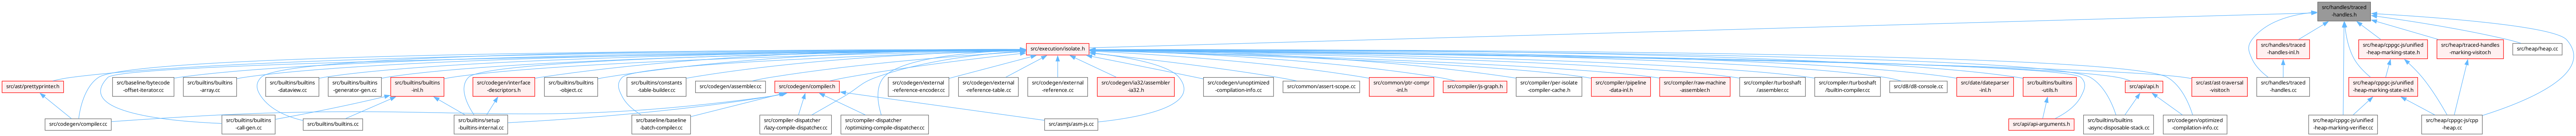 src/handles/traced
-handles.h
src/execution/isolate.h
src/handles/traced
-handles-inl.h
src/heap/cppgc-js/unified
-heap-marking-state.h
src/heap/traced-handles
-marking-visitor.h
src/heap/heap.cc
src/ast/prettyprinter.h
src/baseline/bytecode
-offset-iterator.cc
src/builtins/builtins
-array.cc
src/builtins/builtins
-dataview.cc
src/builtins/builtins
-generator-gen.cc
src/builtins/builtins
-inl.h
src/codegen/interface
-descriptors.h
src/builtins/builtins
-object.cc
src/builtins/constants
-table-builder.cc
src/codegen/assembler.cc
src/codegen/compiler.h
src/codegen/external
-reference-encoder.cc
src/codegen/external
-reference-table.cc
src/codegen/external
-reference.cc
src/codegen/ia32/assembler
-ia32.h
src/codegen/unoptimized
-compilation-info.cc
src/common/assert-scope.cc
src/common/ptr-compr
-inl.h
src/compiler/js-graph.h
src/compiler/per-isolate
-compiler-cache.h
src/compiler/pipeline
-data-inl.h
src/compiler/raw-machine
-assembler.h
src/compiler/turboshaft
/assembler.cc
src/compiler/turboshaft
/builtin-compiler.cc
src/d8/d8-console.cc
src/date/dateparser
-inl.h
src/builtins/builtins
-utils.h
src/api/api.h
src/ast/ast-traversal
-visitor.h
src/handles/traced
-handles.cc
src/heap/cppgc-js/unified
-heap-marking-state-inl.h
src/codegen/compiler.cc
src/builtins/builtins
-call-gen.cc
src/builtins/builtins.cc
src/builtins/setup
-builtins-internal.cc
src/baseline/baseline
-batch-compiler.cc
src/compiler-dispatcher
/lazy-compile-dispatcher.cc
src/compiler-dispatcher
/optimizing-compile-dispatcher.cc
src/asmjs/asm-js.cc
src/api/api-arguments.h
src/builtins/builtins
-async-disposable-stack.cc
src/codegen/optimized
-compilation-info.cc
src/heap/cppgc-js/unified
-heap-marking-verifier.cc
src/heap/cppgc-js/cpp
-heap.cc